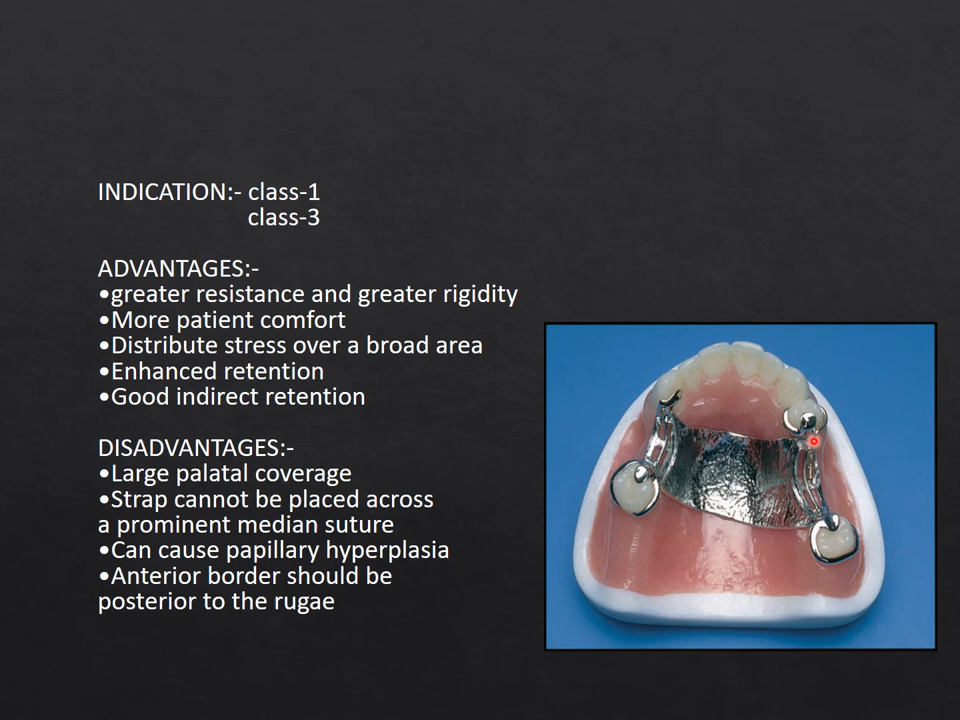 INDICATION:- class-1
class-3
ADVANTAGES:-
•greater resistance and greater rigidity
•More patient comfort
•Distribute stress over a broad area
•Enhanced retention
•Good indirect retention
DISADVANTAGES:-
•Large palatal coverage
•Strap cannot be placed across
a prominent median suture
•Can cause papillary hyperplasia
•Anterior border should be
posterior to the rugae